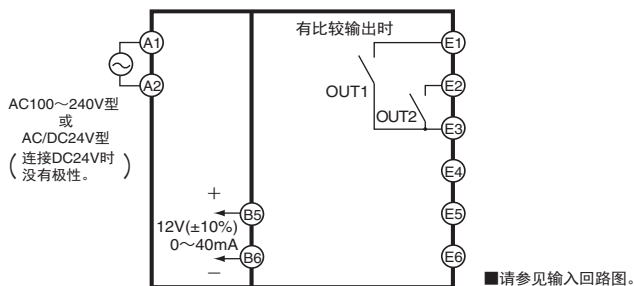 有比较输出时
A1
A2
E1
E2
OUT1
OUT2
E3
AC100～240V型
或
AC/DC24V型
(连接DC24V时
没有极性。)
E4
+
B5
E5
12V(±10%)
0～40mA
B6
E6
−
■请参见输入回路图。